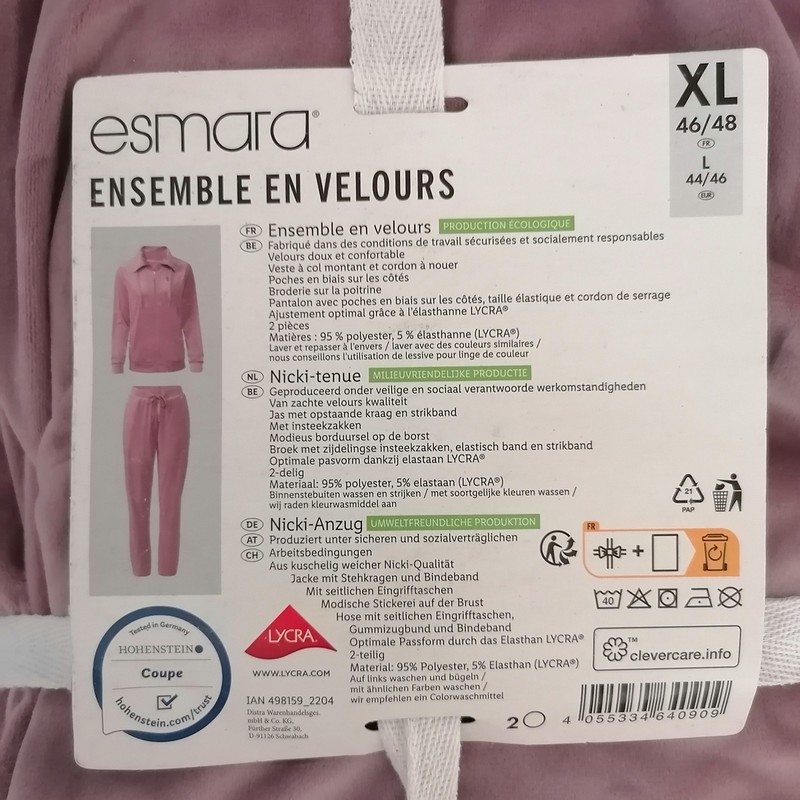 esmara®
XL
46/48
FR
L
44/46
EUR
ENSEMBLE EN VELOURS
FR Ensemble en velours PRODUCTION ÉCOLOGIQUE
BE Fabriqué dans des conditions de travail sécurisées et socialement responsables
Velours doux et confortable
Veste à col montant et cordon à nouer
Poches en biais sur les côtés
Broderie sur la poitrine
Pantalon avec poches en biais sur les côtés, taille élastique et cordon de serrage
Ajustement optimal grâce à l'élasthanne LYCRA®
2 pièces
Matières : 95 % polyester, 5 % élasthanne (LYCRA®)
Laver et repasser à l'envers / laver avec des couleurs similaires /
nous conseillons l'utilisation de lessive pour linge de couleur
NL Nicki-tenue MILIEUVRIENDELIJKE PRODUCTIE
BE Geproduceerd onder veilige en sociaal verantwoorde werkomstandigheden
Van zachte velours kwaliteit
Jas met opstaande kraag en strikband
Met insteekzakken
Modieus borduursel op de borst
Broek met zijdelingse insteekzakken, elastisch band en strikband
Optimale pasvorm dankzij elastaan LYCRA®
2-delig
Materiaal: 95% polyester, 5% elastaan (LYCRA®)
Binnenstebuiten wassen en strijken / met soortgelijke kleuren wassen /
wij raden kleurwasmiddel aan
DE Nicki-Anzug UMWELTFREUNDLICHE PRODUKTION
AT Produziert unter sicheren und sozialverträglichen
CH Arbeitsbedingungen
Aus kuschelig weicher Nicki-Qualität
Jacke mit Stehkragen und Bindeband
Mit seitlichen Eingrifftaschen
Modische Stickerei auf der Brust
Hose mit seitlichen Eingrifftaschen,
Gummizugbund und Bindeband
Optimale Passform durch das Elasthan LYCRA®
2-teilig
Material: 95% Polyester, 5% Elasthan (LYCRA®)
Auf links waschen und bügeln /
mit ähnlichen Farben waschen /
wir empfehlen ein Colorwaschmittel
21
PAP
FR
+
40
™
clevercare.info
Tested in Germany
HOHENSTEIN
Coupe
hohenstein.com/trust
LYCRA®
WWW.LYCRA.COM
IAN 498159_2204
Distra Warenhandelsges.
mbH & Co. KG,
Fürther Straße 30,
D-91126 Schwabach
2
4 055334 640909